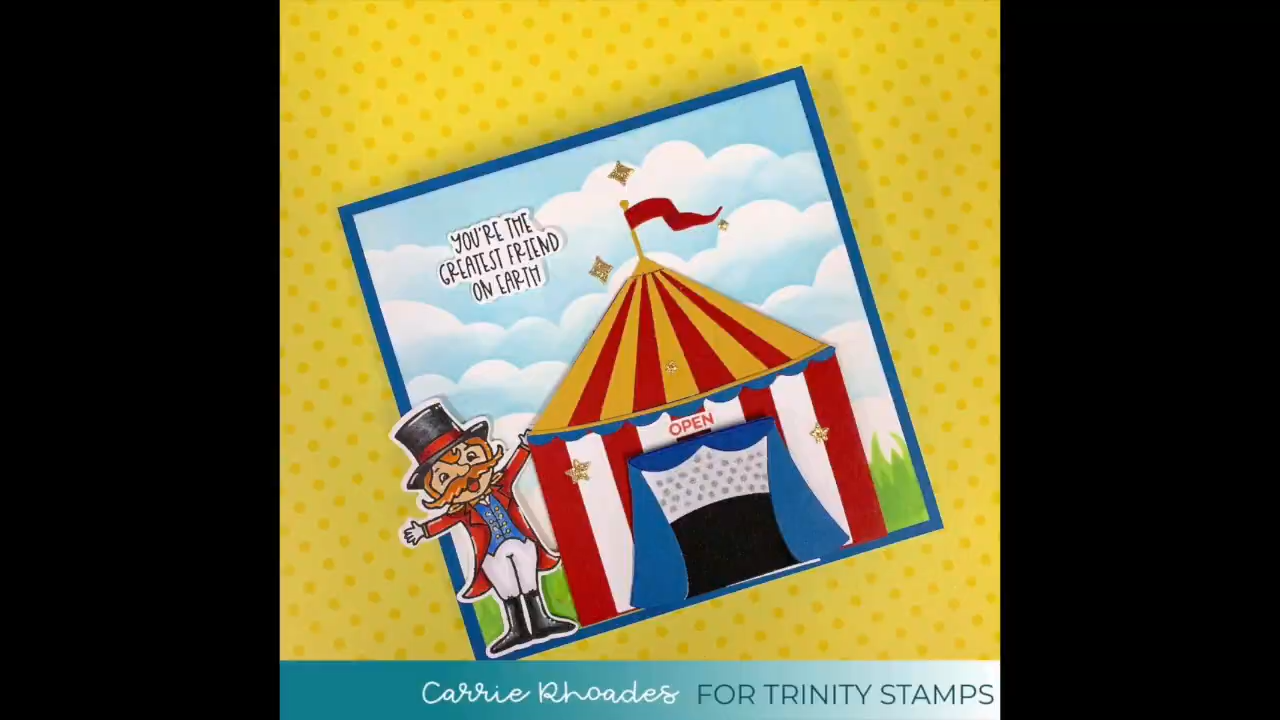 YOU'RE THE
GREATEST FRIEND
ON EARTH
OPEN
Carrie Rhoades FOR TRINITY STAMPS